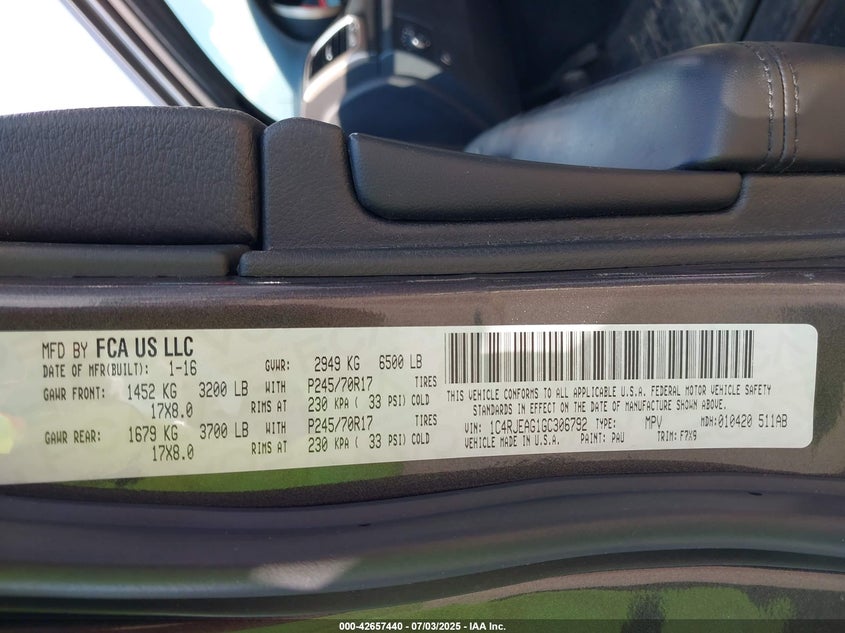 MFD BY FCA US LLC
DATE OF MFR(BUILT): 1-16 GVWR: 2949 KG 6500 LB
GAWR FRONT: 1452 KG 3200 LB WITH P245/70R17 TIRES
17X8.0 RIMS AT 230 KPA ( 33 PSI) COLD
GAWR REAR: 1679 KG 3700 LB WITH P245/70R17 TIRES
17X8.0 RIMS AT 230 KPA ( 33 PSI) COLD
THIS VEHICLE CONFORMS TO ALL APPLICABLE U.S.A. FEDERAL MOTOR VEHICLE SAFETY
STANDARDS IN EFFECT ON THE DATE OF MANUFACTURE SHOWN ABOVE.
VIN: 1C4RJEAG1GC306792 TYPE: MPV MDH: 010420 511AB
VEHICLE MADE IN U.S.A. PAINT: PAU TRIM: F7X9
000-42657440 - 07/03/2025 - IAA Inc.